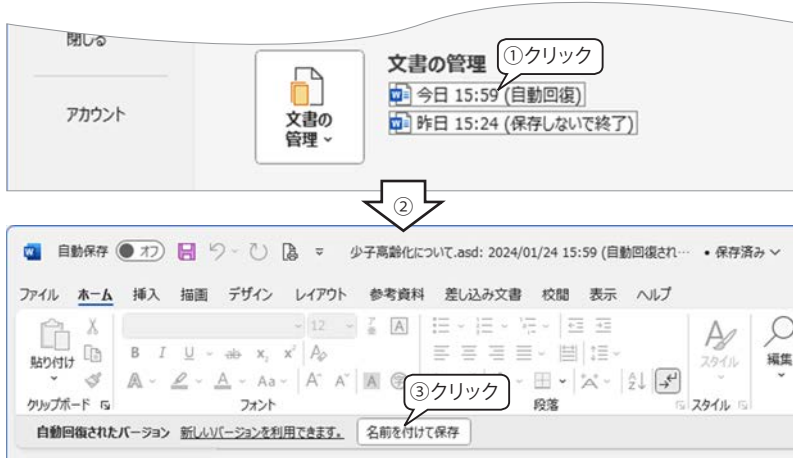 閉じる
アカウント
文書の
管理
文書の管理
①クリック
今日 15:59 (自動回復)
昨日 15:24 (保存しないで終了)
②
自動保存 オフ 少子高齢化について.asd: 2024/01/24 15:59 (自動回復され… • 保存済み
ファイル ホーム 挿入 描画 デザイン レイアウト 参考資料 差し込み文書 校閲 表示 ヘルプ
12
貼り付け
B I U ab x₂ x² A
A A Aa A A A
スタイル
編集
③クリック
クリップボード フォント 段落 スタイル
自動回復されたバージョン 新しいバージョンを利用できます。 名前を付けて保存